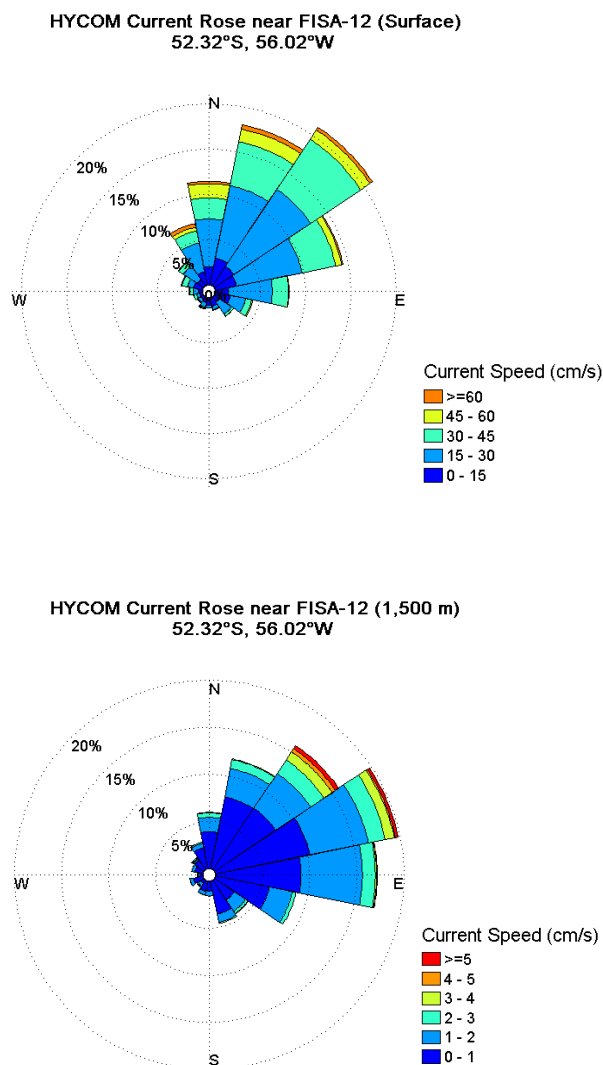 HYCOM Current Rose near FISA-12 (Surface)
52.32°S, 56.02°W
N
20%
15%
10%
5%
0%
W
E
S
Current Speed (cm/s)
>=60
45 - 60
30 - 45
15 - 30
0 - 15
HYCOM Current Rose near FISA-12 (1,500 m)
52.32°S, 56.02°W
N
20%
15%
10%
5%
W
E
S
Current Speed (cm/s)
>=5
4 - 5
3 - 4
2 - 3
1 - 2
0 - 1